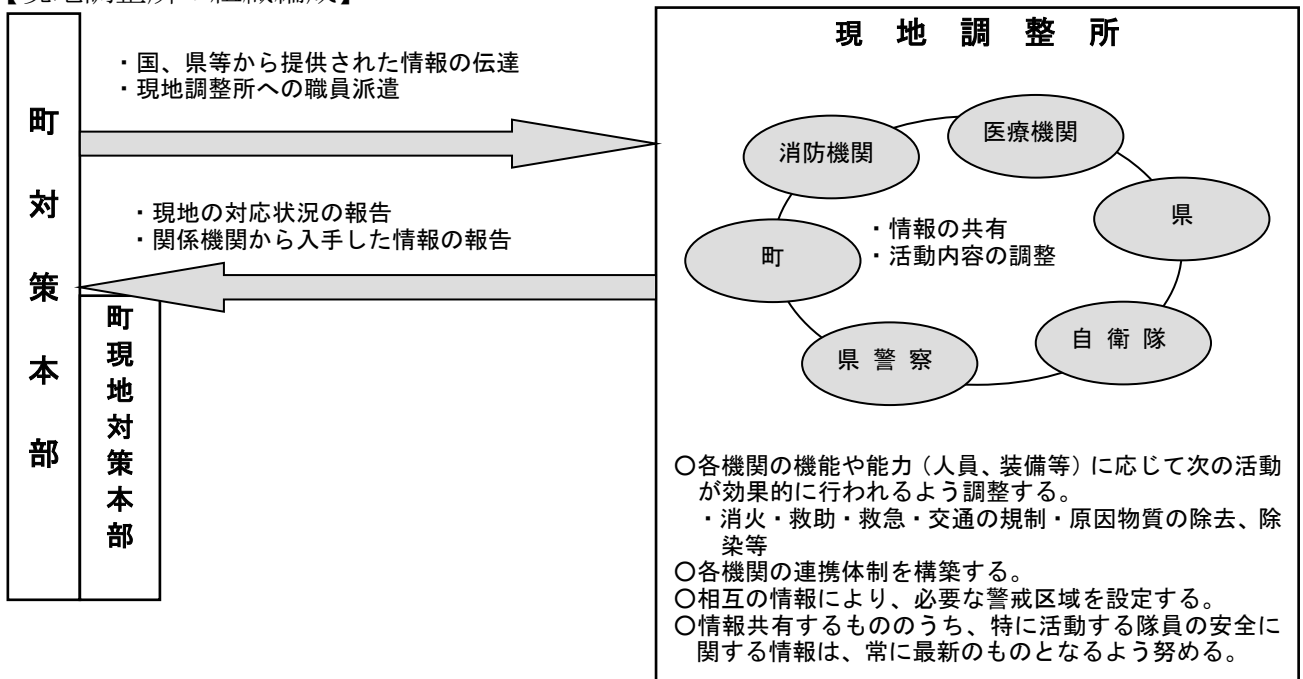 町対策本部
町現地対策本部
・国、県等から提供された情報の伝達
・現地調整所への職員派遣
・現地の対応状況の報告
・関係機関から入手した情報の報告
現地調整所
消防機関
医療機関
県
町
・情報の共有
・活動内容の調整
県警察
自衛隊
〇各機関の機能や能力（人員、装備等）に応じて次の活動
が効果的に行われるよう調整する。
・消火・救助・救急・交通の規制・原因物質の除去、除
染等
〇各機関の連携体制を構築する。
〇相互の情報により、必要な警戒区域を設定する。
〇情報共有するもののうち、特に活動する隊員の安全に
関する情報は、常に最新のものとなるよう努める。